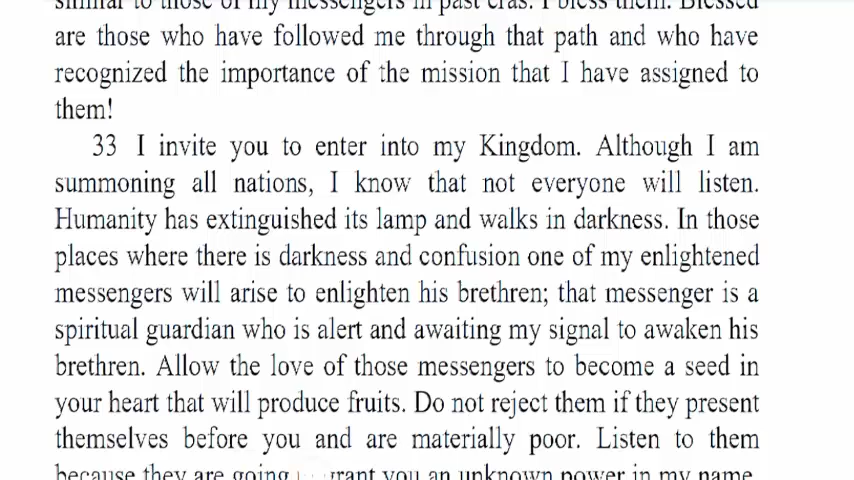 similar to those of my messengers in past eras. I bless them. Blessed
are those who have followed me through that path and who have
recognized the importance of the mission that I have assigned to
them!
33 I invite you to enter into my Kingdom. Although I am
summoning all nations, I know that not everyone will listen.
Humanity has extinguished its lamp and walks in darkness. In those
places where there is darkness and confusion one of my enlightened
messengers will arise to enlighten his brethren; that messenger is a
spiritual guardian who is alert and awaiting my signal to awaken his
brethren. Allow the love of those messengers to become a seed in
your heart that will produce fruits. Do not reject them if they present
themselves before you and are materially poor. Listen to them
because they are going grant you an unknown power in my name